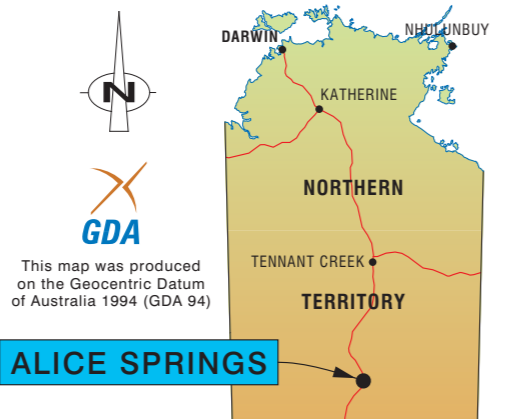 DARWIN
NHULUNBUY
N
KATHERINE
NORTHERN
GDA
This map was produced
on the Geocentric Datum
of Australia 1994 (GDA 94)
TENNANT CREEK
TERRITORY
ALICE SPRINGS